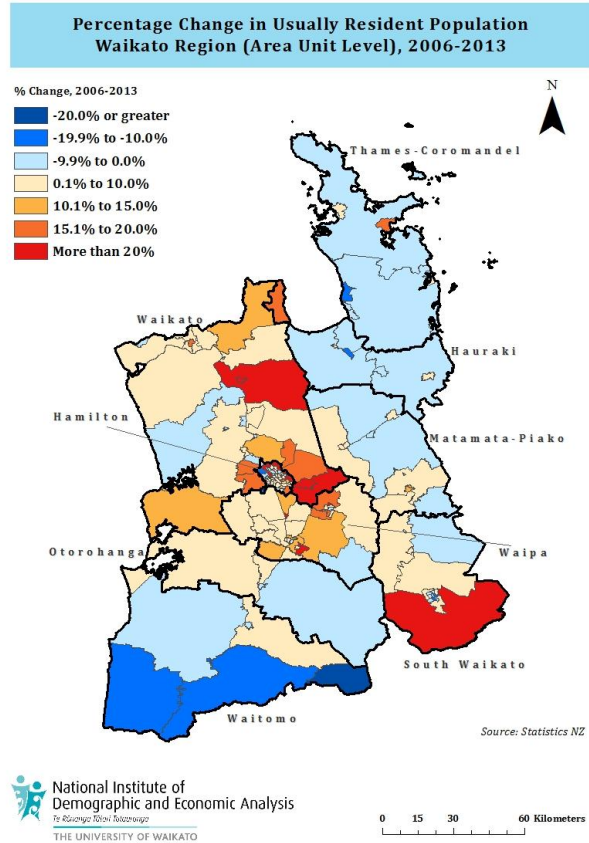 Percentage Change in Usually Resident Population
Waikato Region (Area Unit Level), 2006-2013
% Change, 2006-2013
-20.0% or greater
-19.9% to -10.0%
-9.9% to 0.0%
0.1% to 10.0%
10.1% to 15.0%
15.1% to 20.0%
More than 20%
N
Thames-Coromandel
Waikato
Hauraki
Hamilton
Matamata-Piako
Otorohanga
Waipa
South Waikato
Waitomo
Source: Statistics NZ
National Institute of
Demographic and Economic Analysis
Te Rūnanga Tātari Tatauranga
THE UNIVERSITY OF WAIKATO
0 15 30 60 Kilometers